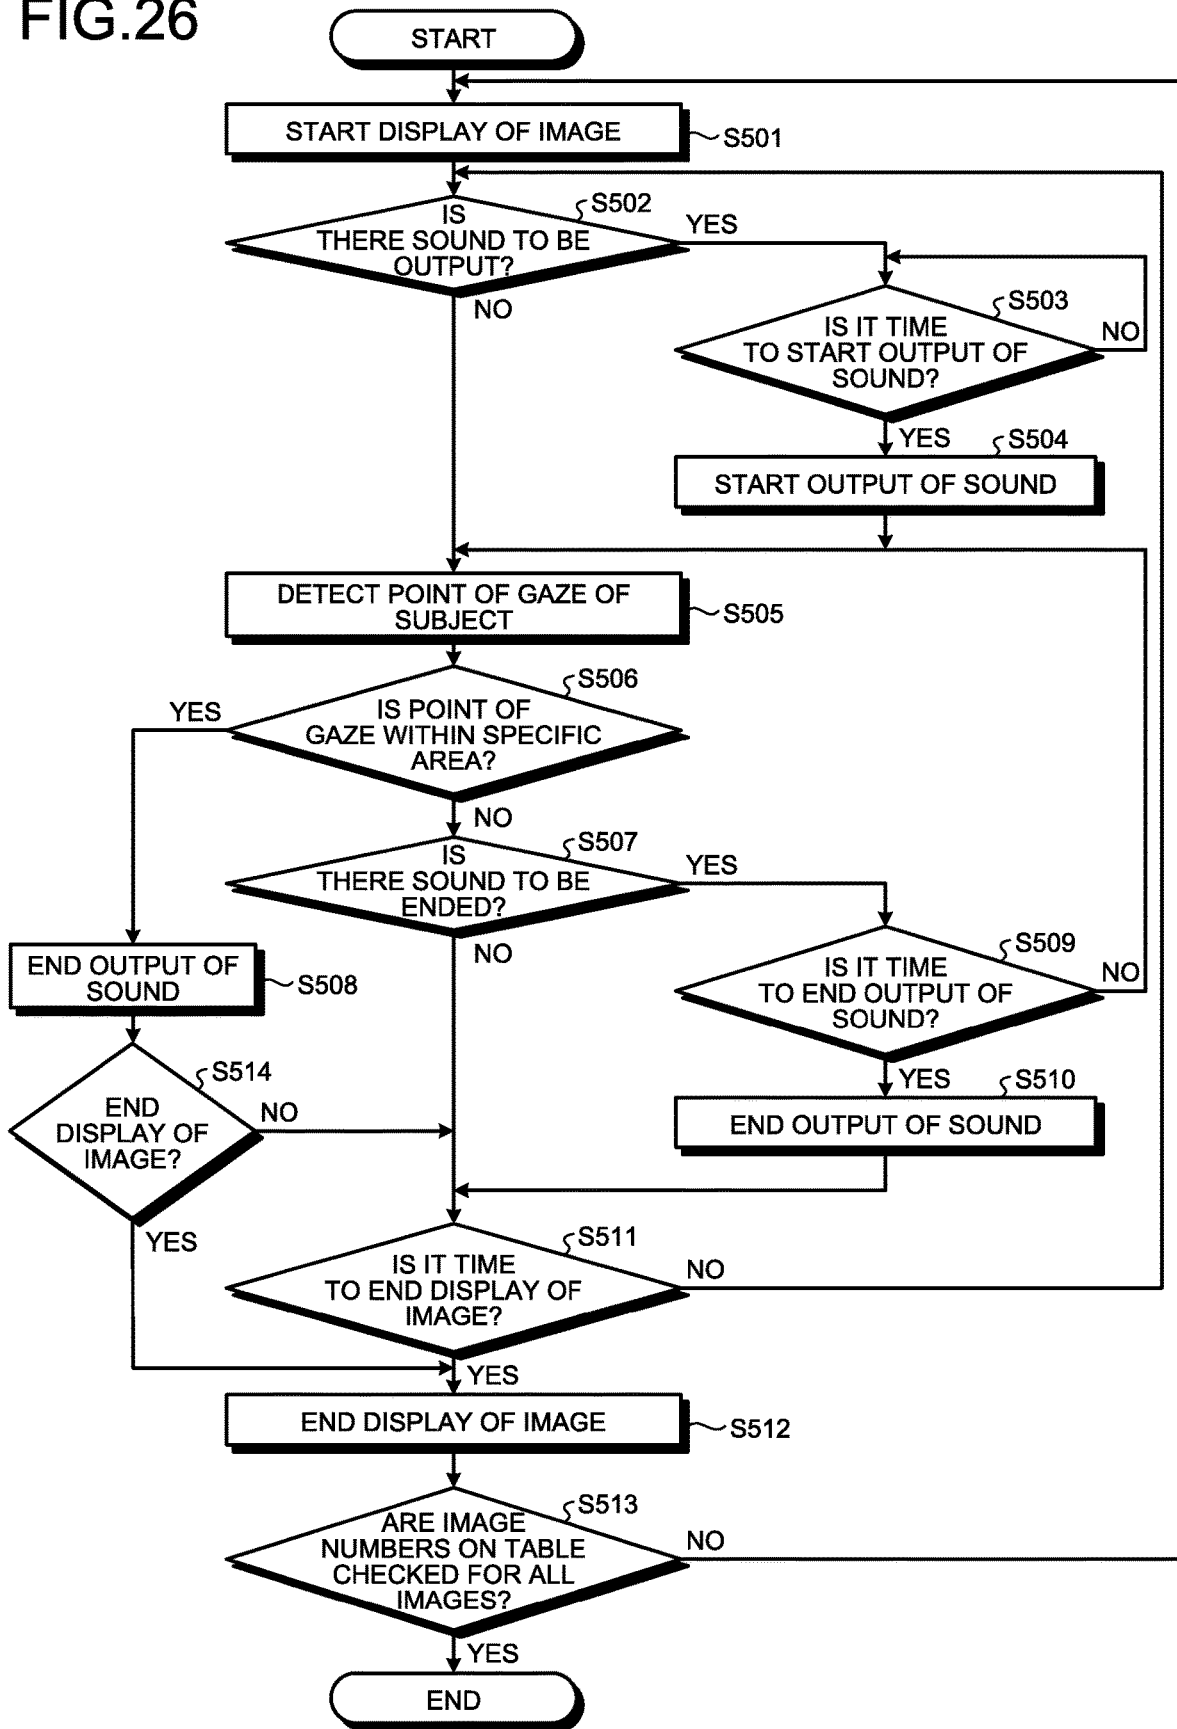 FIG.26
START
START DISPLAY OF IMAGE
S501
S502
IS
THERE SOUND TO BE
OUTPUT?
YES
NO
S503
IS IT TIME
TO START OUTPUT OF
SOUND?
NO
YES
S504
START OUTPUT OF SOUND
DETECT POINT OF GAZE OF
SUBJECT
S505
S506
IS POINT OF
GAZE WITHIN SPECIFIC
AREA?
YES
NO
S507
IS
THERE SOUND TO BE
ENDED?
YES
NO
END OUTPUT OF
SOUND
S508
S509
IS IT TIME
TO END OUTPUT OF
SOUND?
NO
YES
S510
END OUTPUT OF SOUND
S514
END
DISPLAY OF
IMAGE?
NO
YES
S511
IS IT TIME
TO END DISPLAY OF
IMAGE?
NO
YES
END DISPLAY OF IMAGE
S512
S513
ARE IMAGE
NUMBERS ON TABLE
CHECKED FOR ALL
IMAGES?
NO
YES
END